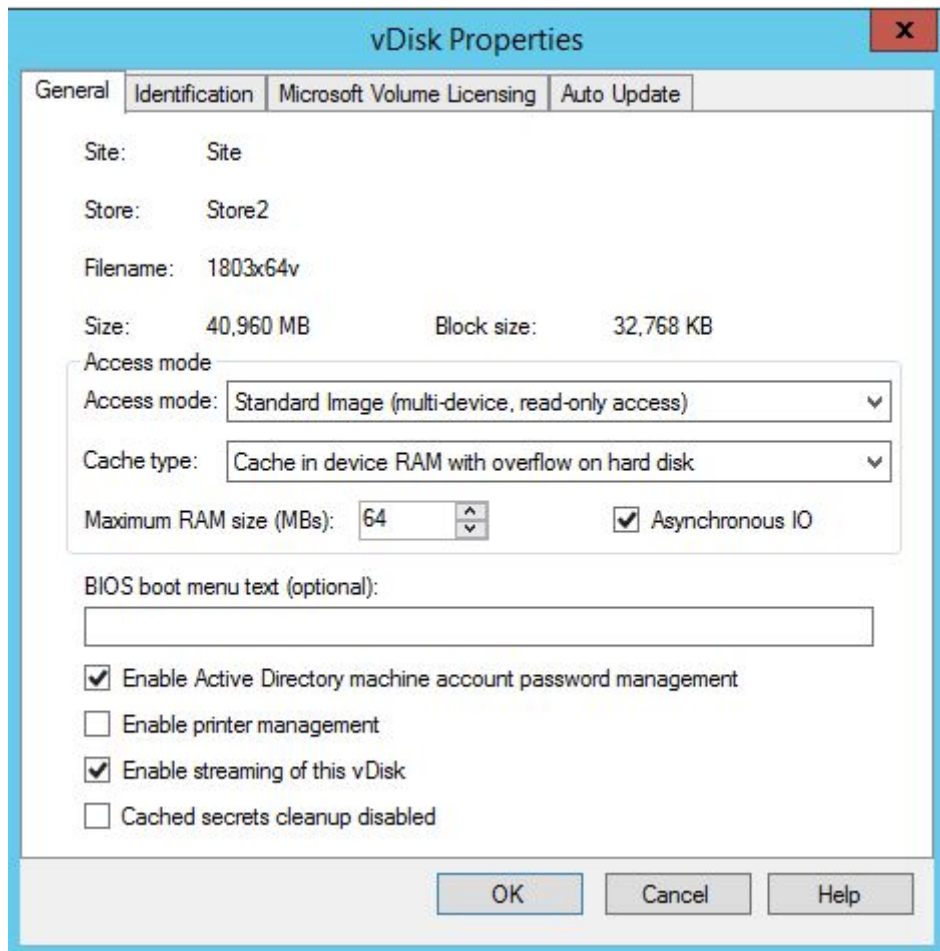 vDisk Properties
x
General Identification Microsoft Volume Licensing Auto Update
Site: Site
Store: Store2
Filename: 1803x64v
Size: 40,960 MB Block size: 32,768 KB
Access mode
Access mode: Standard Image (multi-device, read-only access)
Cache type: Cache in device RAM with overflow on hard disk
Maximum RAM size (MBs): 64 Asynchronous IO
BIOS boot menu text (optional):
Enable Active Directory machine account password management
Enable printer management
Enable streaming of this vDisk
Cached secrets cleanup disabled
OK Cancel Help